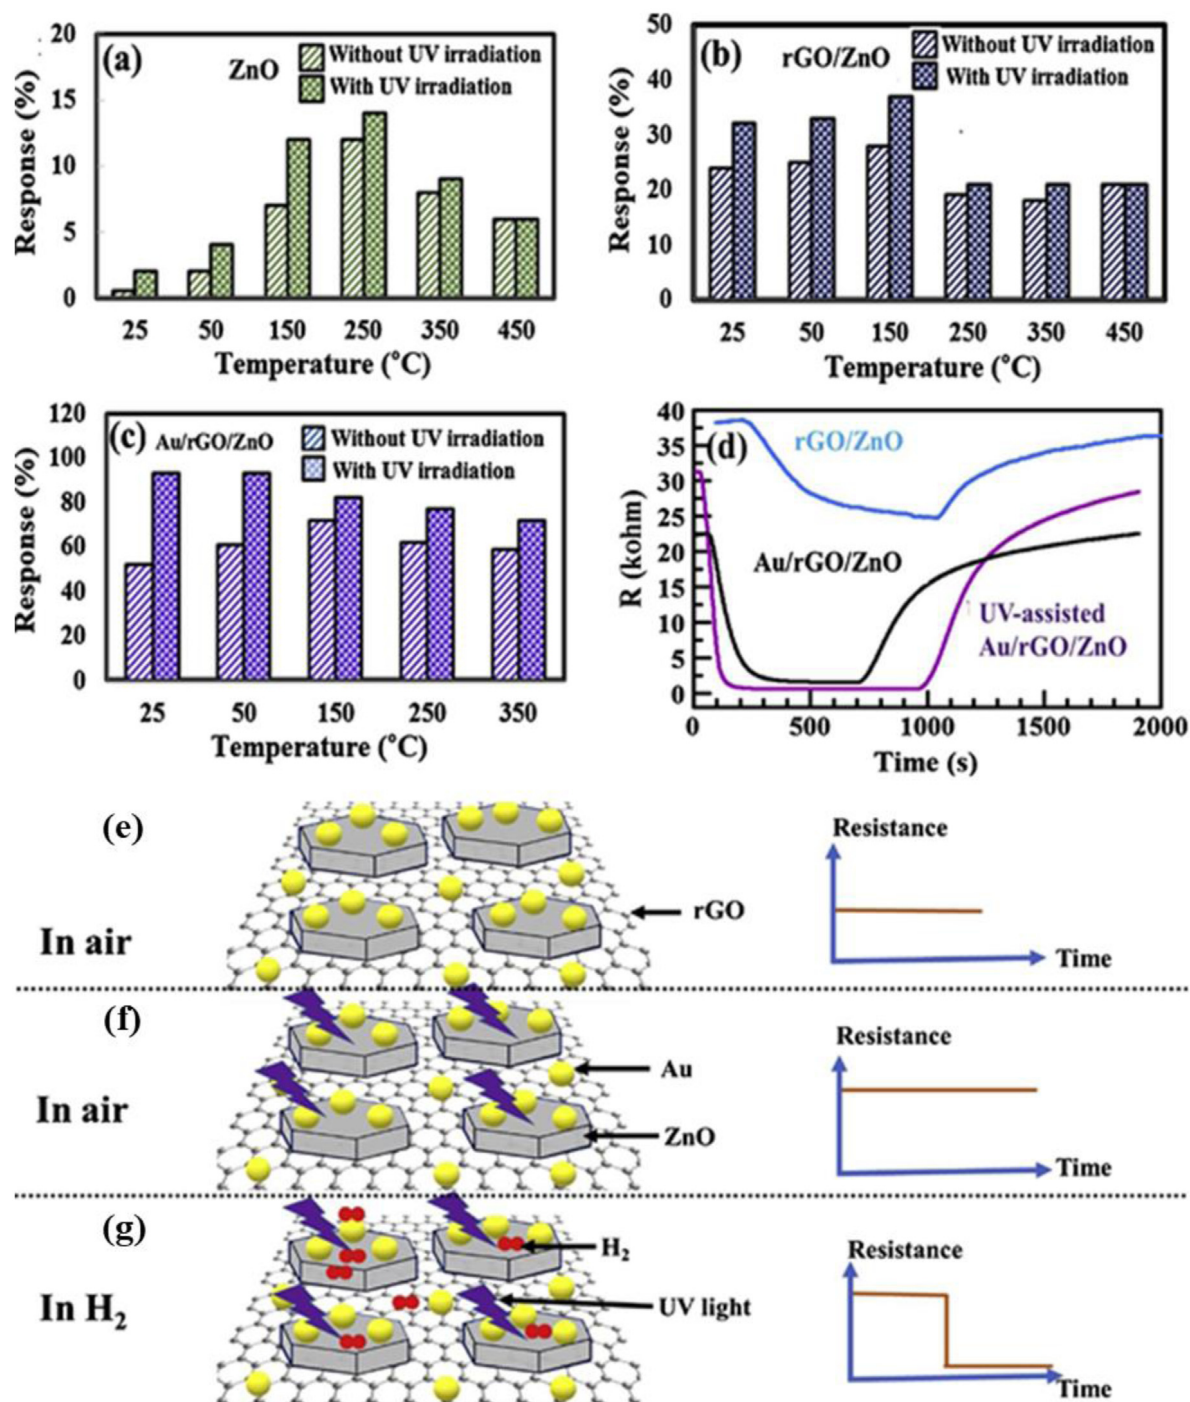 (a)
ZnO
Without UV irradiation
With UV irradiation
Response (%)
20
15
10
5
0
25 50 150 250 350 450
Temperature (°C)
(b)
rGO/ZnO
Without UV irradiation
With UV irradiation
Response (%)
50
40
30
20
10
0
25 50 150 250 350 450
Temperature (°C)
(c)
Au/rGO/ZnO
Without UV irradiation
With UV irradiation
Response (%)
120
100
80
60
40
20
0
25 50 150 250 350
Temperature (°C)
(d)
rGO/ZnO
Au/rGO/ZnO
UV-assisted
Au/rGO/ZnO
R (kohm)
40
35
30
25
20
15
10
5
0
0 500 1000 1500 2000
Time (s)
(e)
In air
rGO
Resistance
Time
(f)
In air
Au
ZnO
Resistance
Time
(g)
In H2
H2
UV light
Resistance
Time